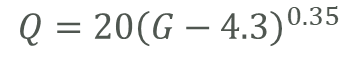 Q = 20(G − 4.3)^0.35